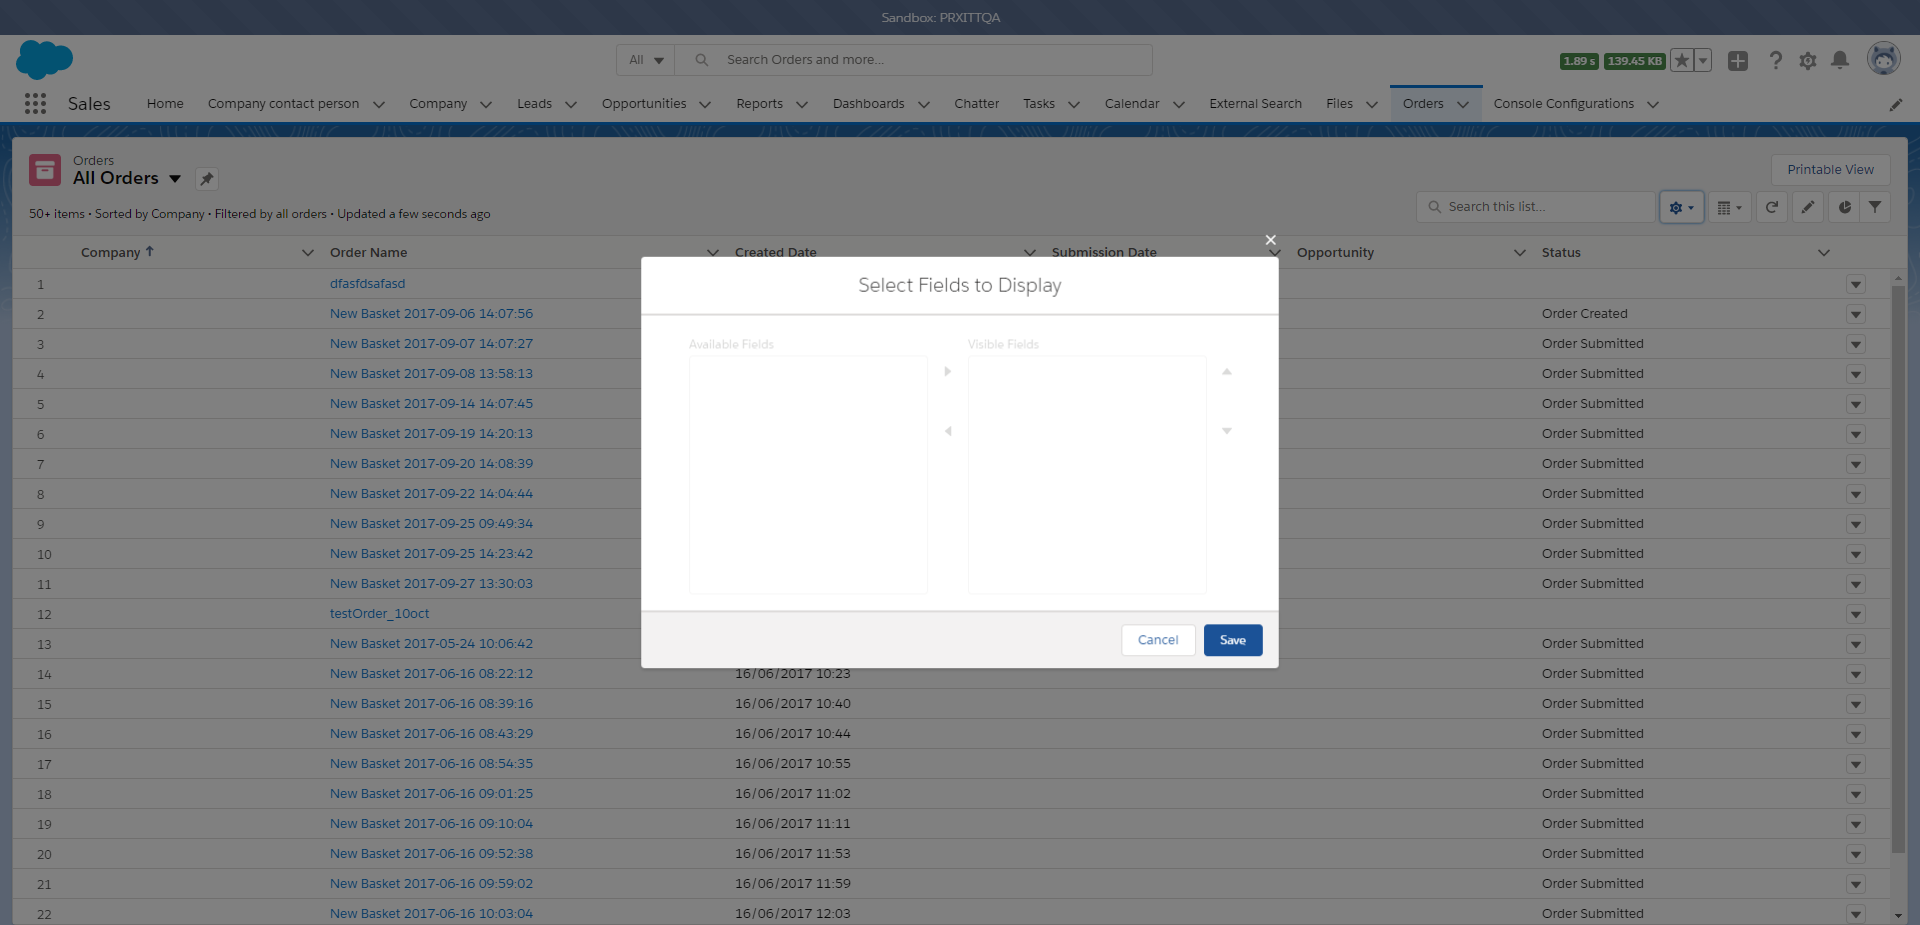 Sandbox: PRXITTQA
All
Search Orders and more...
1.89 s 139.45 KB
Sales Home Company contact person Company Leads Opportunities Reports Dashboards Chatter Tasks Calendar External Search Files Orders Console Configurations
Orders
All Orders
Printable View
50+ items • Sorted by Company • Filtered by all orders • Updated a few seconds ago
Search this list...
Company Order Name Created Date Submission Date Opportunity Status
1 dfasfdsafasd
2 New Basket 2017-09-06 14:07:56 Order Created
3 New Basket 2017-09-07 14:07:27 Order Submitted
4 New Basket 2017-09-08 13:58:13 Order Submitted
5 New Basket 2017-09-14 14:07:45 Order Submitted
6 New Basket 2017-09-19 14:20:13 Order Submitted
7 New Basket 2017-09-20 14:08:39 Order Submitted
8 New Basket 2017-09-22 14:04:44 Order Submitted
9 New Basket 2017-09-25 09:49:34 Order Submitted
10 New Basket 2017-09-25 14:23:42 Order Submitted
11 New Basket 2017-09-27 13:30:03 Order Submitted
12 testOrder_10oct
13 New Basket 2017-05-24 10:06:42 Order Submitted
14 New Basket 2017-06-16 08:22:12 16/06/2017 10:23 Order Submitted
15 New Basket 2017-06-16 08:39:16 16/06/2017 10:40 Order Submitted
16 New Basket 2017-06-16 08:43:29 16/06/2017 10:44 Order Submitted
17 New Basket 2017-06-16 08:54:35 16/06/2017 10:55 Order Submitted
18 New Basket 2017-06-16 09:01:25 16/06/2017 11:02 Order Submitted
19 New Basket 2017-06-16 09:10:04 16/06/2017 11:11 Order Submitted
20 New Basket 2017-06-16 09:52:38 16/06/2017 11:53 Order Submitted
21 New Basket 2017-06-16 09:59:02 16/06/2017 11:59 Order Submitted
22 New Basket 2017-06-16 10:03:04 16/06/2017 12:03 Order Submitted
Select Fields to Display
Available Fields Visible Fields
Cancel Save